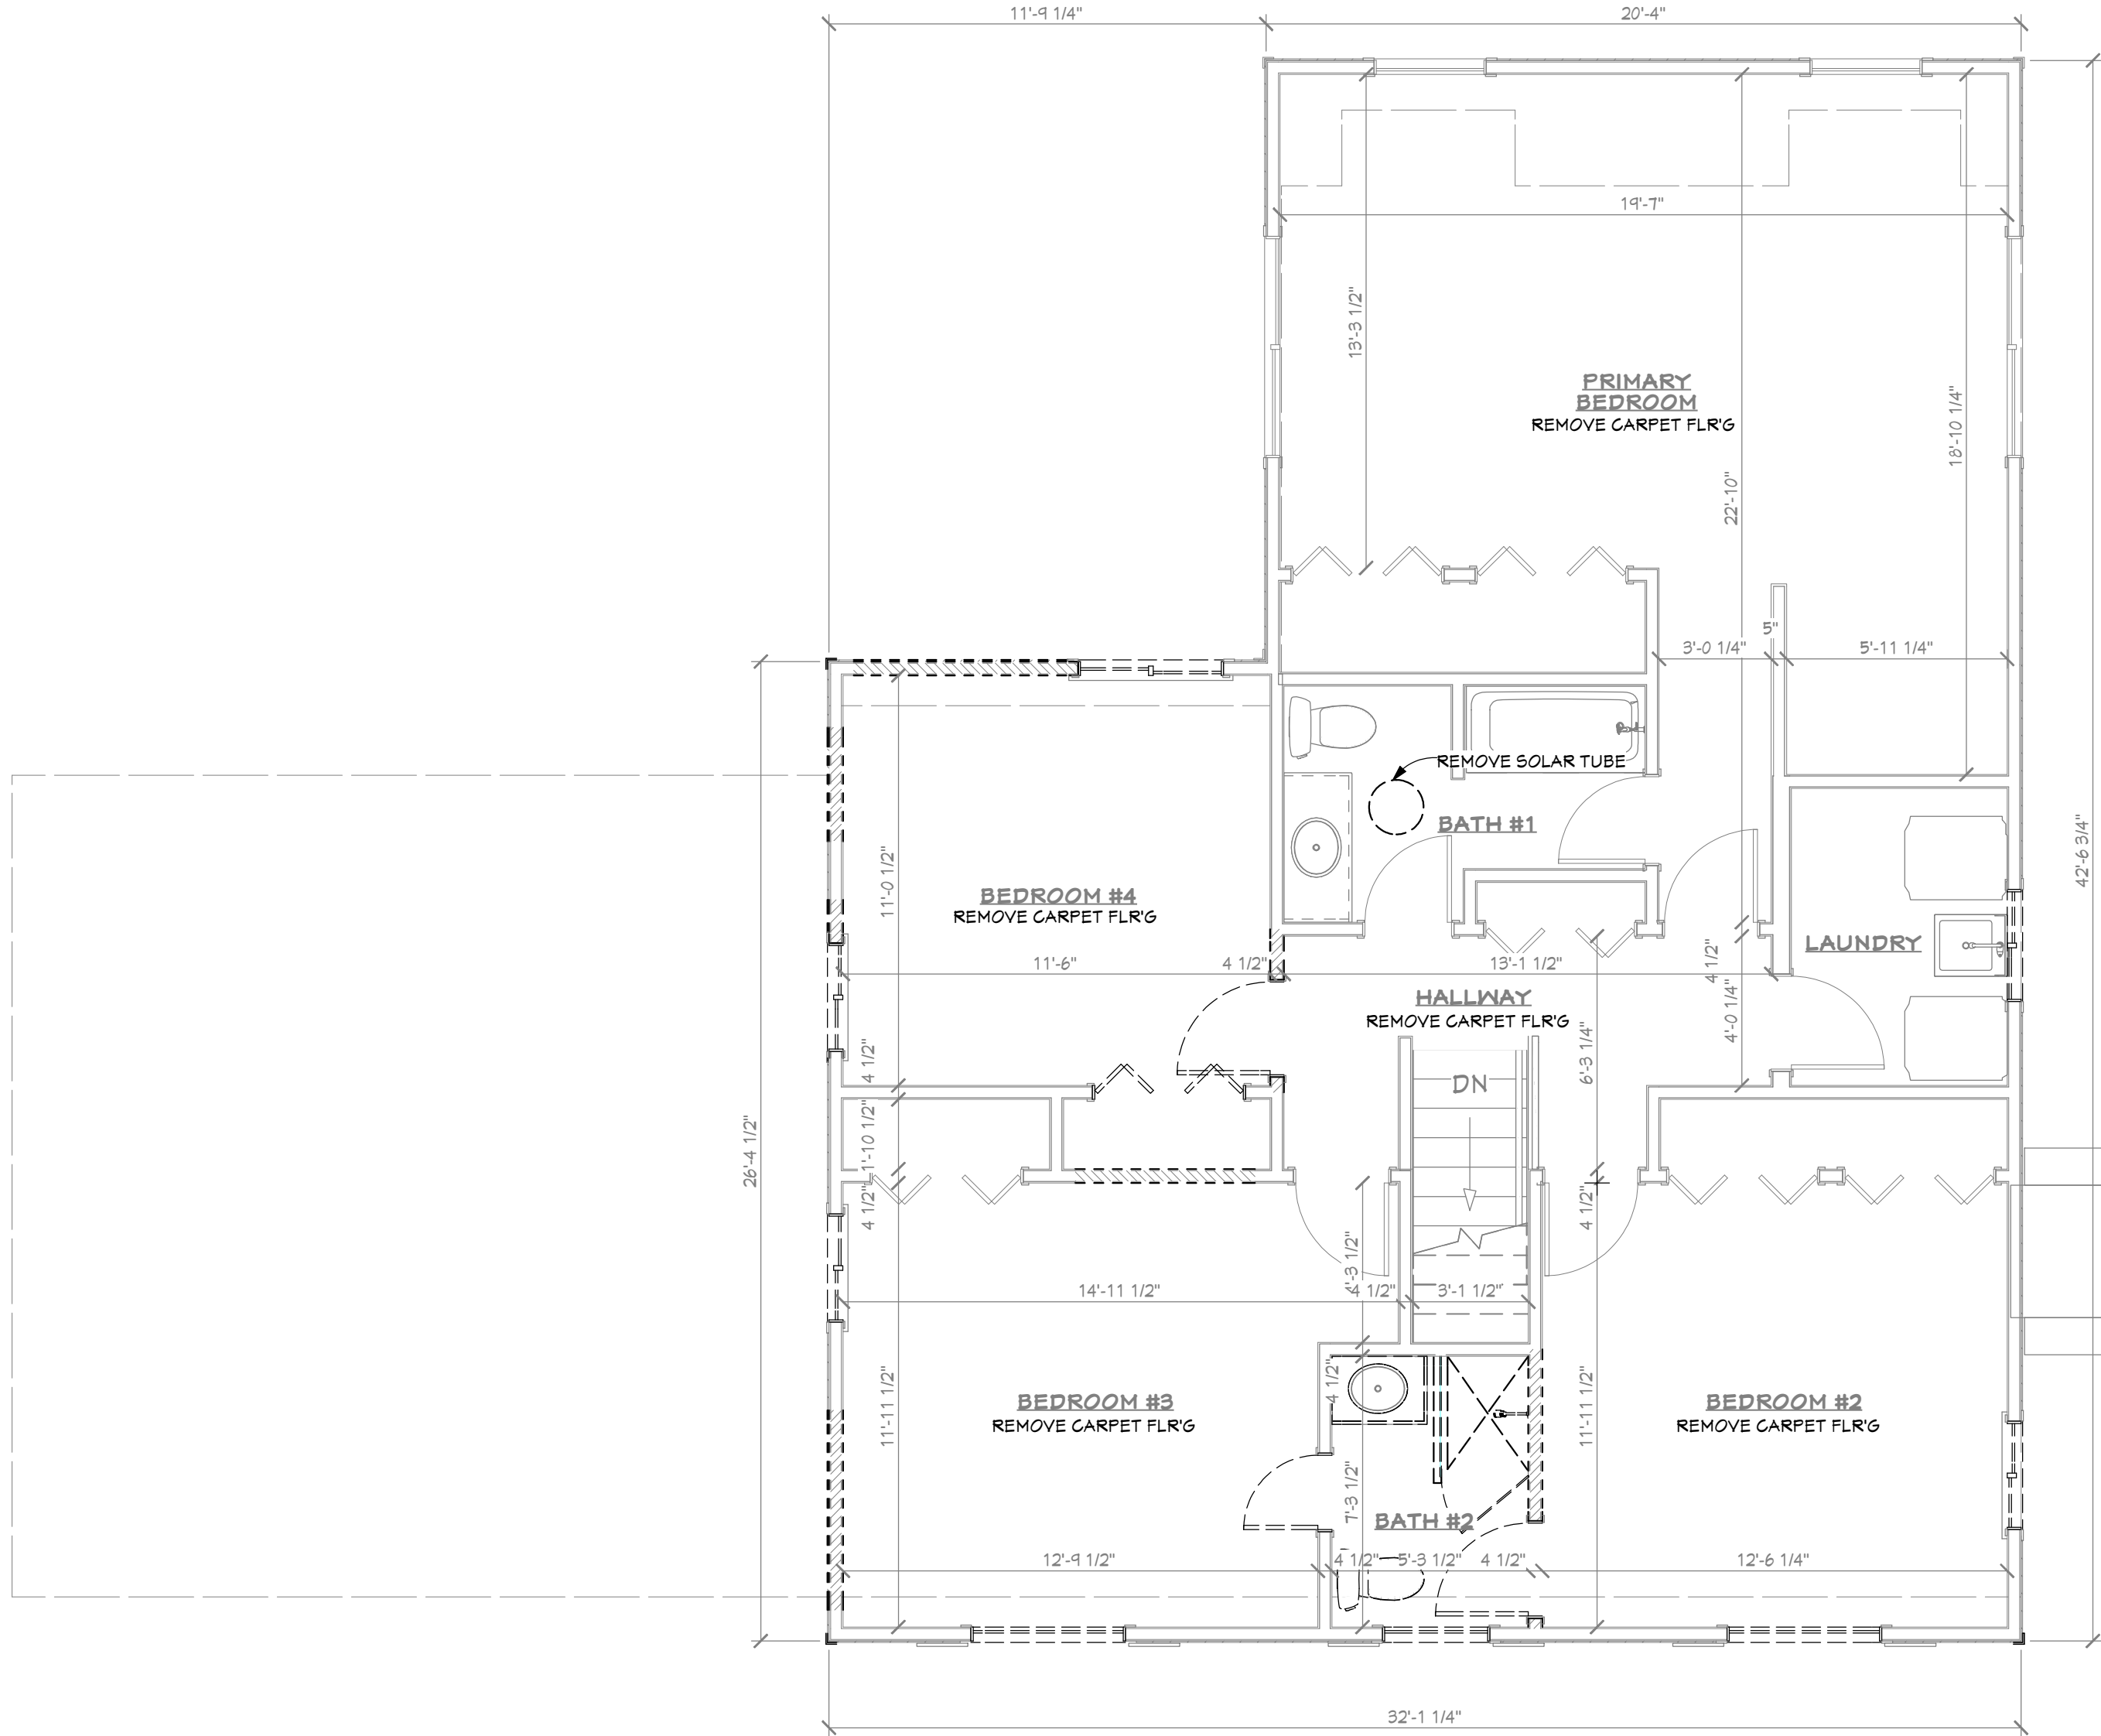 11'-9 1/4"
20'-4"
19'-7"
13'-3 1/2"
PRIMARY
BEDROOM
REMOVE CARPET FLR'G
18'-10 1/4"
22'-10"
5"
3'-0 1/4"
5'-11 1/4"
REMOVE SOLAR TUBE
BATH #1
42'-6 3/4"
11'-0 1/2"
BEDROOM #4
REMOVE CARPET FLR'G
LAUNDRY
11'-6"
4 1/2"
13'-1 1/2"
4 1/2"
HALLWAY
REMOVE CARPET FLR'G
4'-0 1/4"
6'-3 1/4"
4 1/2"
DN
26'-4 1/2"
1'-10 1/2"
4 1/2"
4 1/2"
14'-11 1/2"
4 1/2"
3'-1 1/2"
11'-11 1/2"
BEDROOM #3
REMOVE CARPET FLR'G
4 1/2"
11'-11 1/2"
BEDROOM #2
REMOVE CARPET FLR'G
7'-3 1/2"
BATH #2
12'-9 1/2"
4 1/2"
5'-3 1/2"
4 1/2"
12'-6 1/4"
32'-1 1/4"